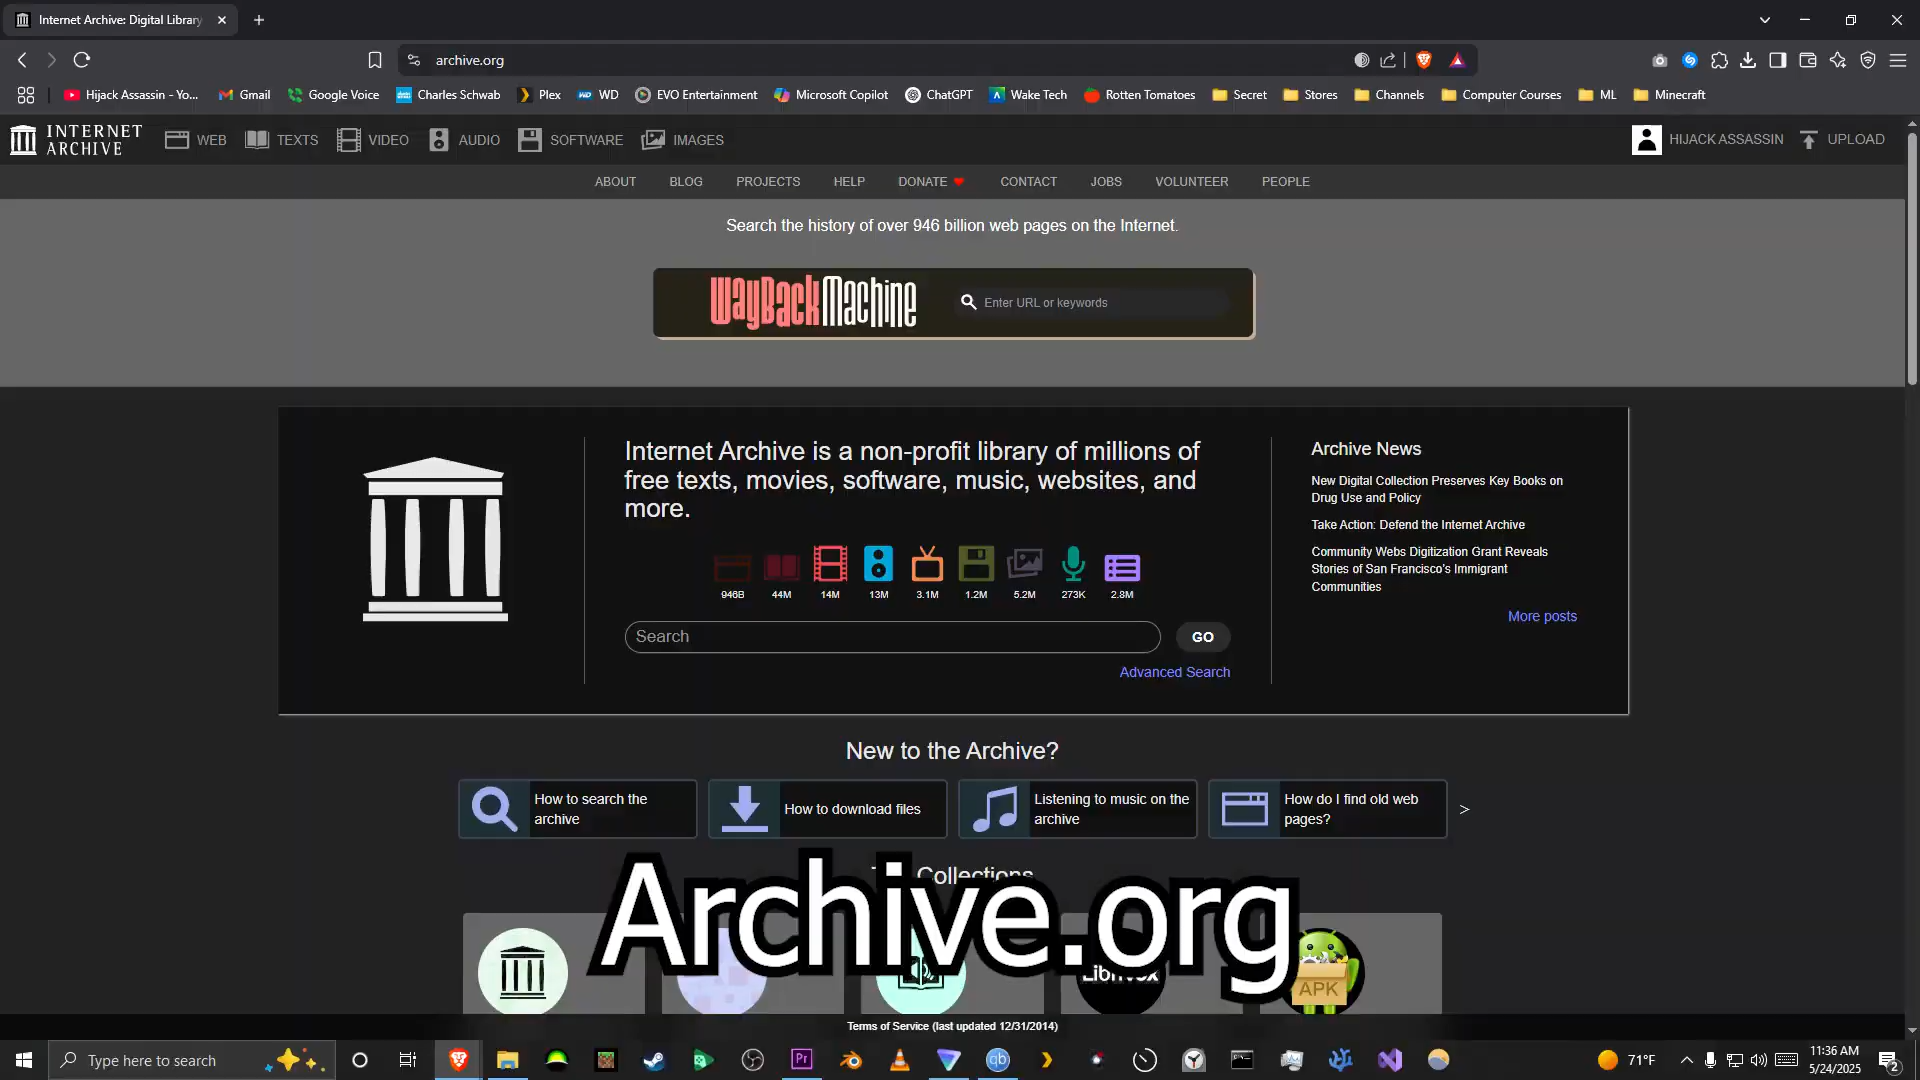 Internet Archive: Digital Library
archive.org
Hijack Assassin - Yo...
Gmail
Google Voice
Charles Schwab
Plex
WD
EVO Entertainment
Microsoft Copilot
ChatGPT
Wake Tech
Rotten Tomatoes
Secret
Stores
Channels
Computer Courses
ML
Minecraft
INTERNET
ARCHIVE
WEB
TEXTS
VIDEO
AUDIO
SOFTWARE
IMAGES
HIJACK ASSASSIN
UPLOAD
ABOUT
BLOG
PROJECTS
HELP
DONATE
CONTACT
JOBS
VOLUNTEER
PEOPLE
Search the history of over 946 billion web pages on the Internet.
WayBackMachine
Enter URL or keywords
Internet Archive is a non-profit library of millions of
free texts, movies, software, music, websites, and
more.
946B
44M
14M
13M
3.1M
1.2M
5.2M
273K
2.8M
Search
GO
Advanced Search
Archive News
New Digital Collection Preserves Key Books on
Drug Use and Policy
Take Action: Defend the Internet Archive
Community Webs Digitization Grant Reveals
Stories of San Francisco's Immigrant
Communities
More posts
New to the Archive?
How to search the
archive
How to download files
Listening to music on the
archive
How do I find old web
pages?
>
Collections
Archive.org
APK
Terms of Service (last updated 12/31/2014)
Type here to search
Pr
qb
71°F
11:36 AM
5/24/2025
2